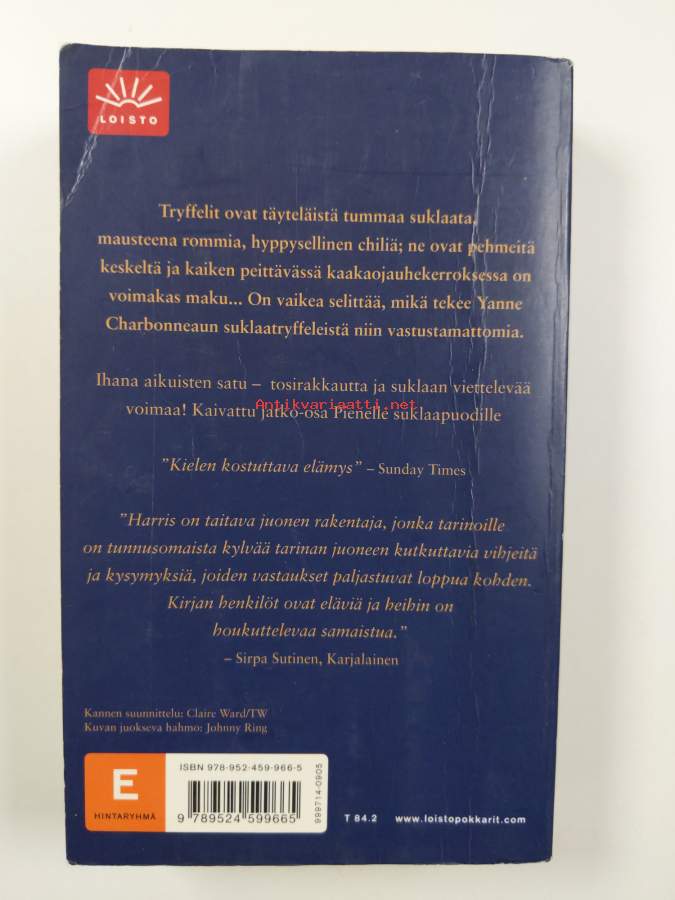 LOISTO
Tryffelit ovat täyteläistä tummaa suklaata,
mausteena rommia, hyppysellinen chiliä; ne ovat pehmeitä
keskeltä ja kaiken peittävässä kaakaojauhekerroksessa on
voimakas maku... On vaikea selittää, mikä tekee Yanne
Charbonneaun suklaatryffeleistä niin vastustamattomia.
Ihana aikuisten satu – tosirakkautta ja suklaan viettelevää
Antikvariaatti.net
voimaa! Kaivattu jatko-osa Pienelle suklaapuodille
”Kielen kostuttava elämys” – Sunday Times
”Harris on taitava juonen rakentaja, jonka tarinoille
on tunnusomaista kylvää tarinan juoneen kutkuttavia vihjeitä
ja kysymyksiä, joiden vastaukset paljastuvat loppua kohden.
Kirjan henkilöt ovat eläviä ja heihin on
houkuttelevaa samaistua.”
– Sirpa Sutinen, Karjalainen
Kannen suunnittelu: Claire Ward/TW
Kuvan juokseva hahmo: Johnny Ring
E
HINTARYHMÄ
ISBN 978-952-459-966-5
9 789524 599665
999714-0905
T 84.2 www.loistopokkarit.com